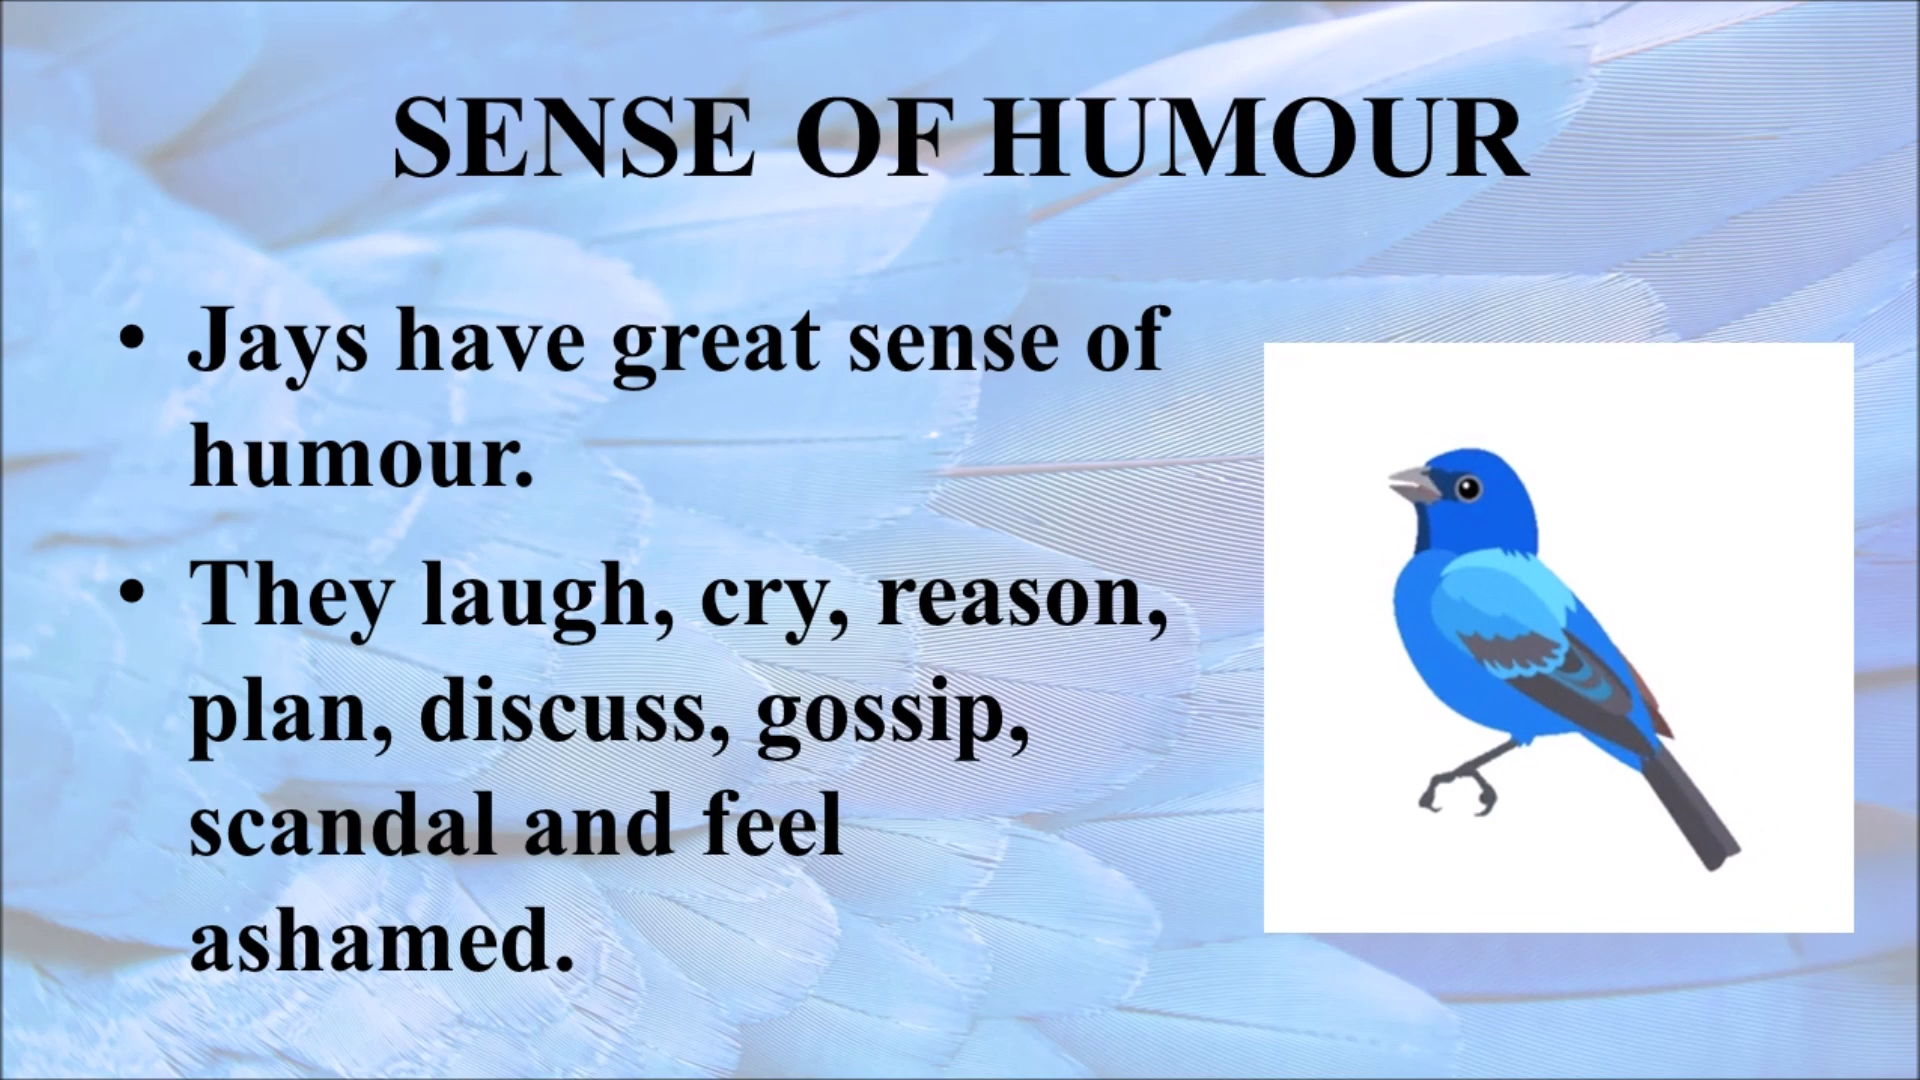 SENSE OF HUMOUR
• Jays have great sense of
humour.
• They laugh, cry, reason,
plan, discuss, gossip,
scandal and feel
ashamed.